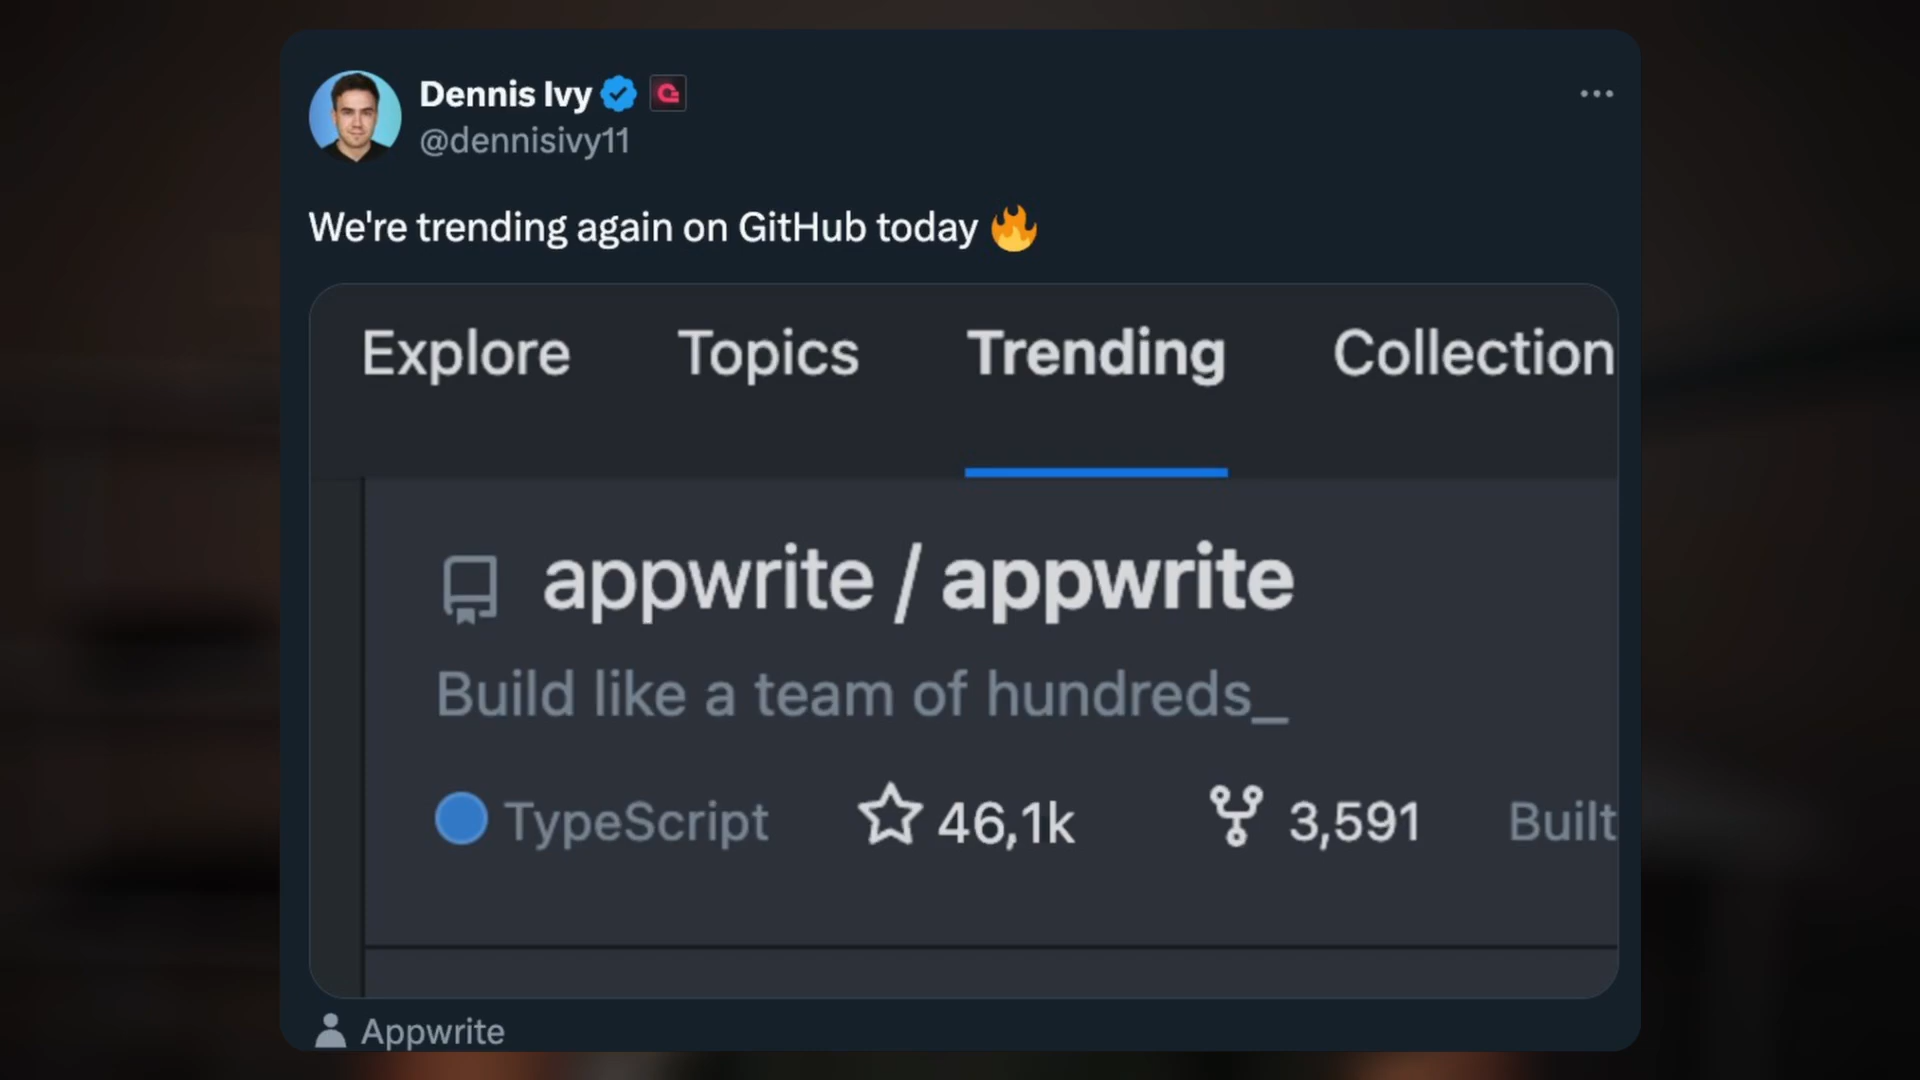 Dennis Ivy
@dennisivy11
We're trending again on GitHub today 🔥
Explore Topics Trending Collection
appwrite / appwrite
Build like a team of hundreds_
TypeScript 46,1k 3,591 Built
Appwrite